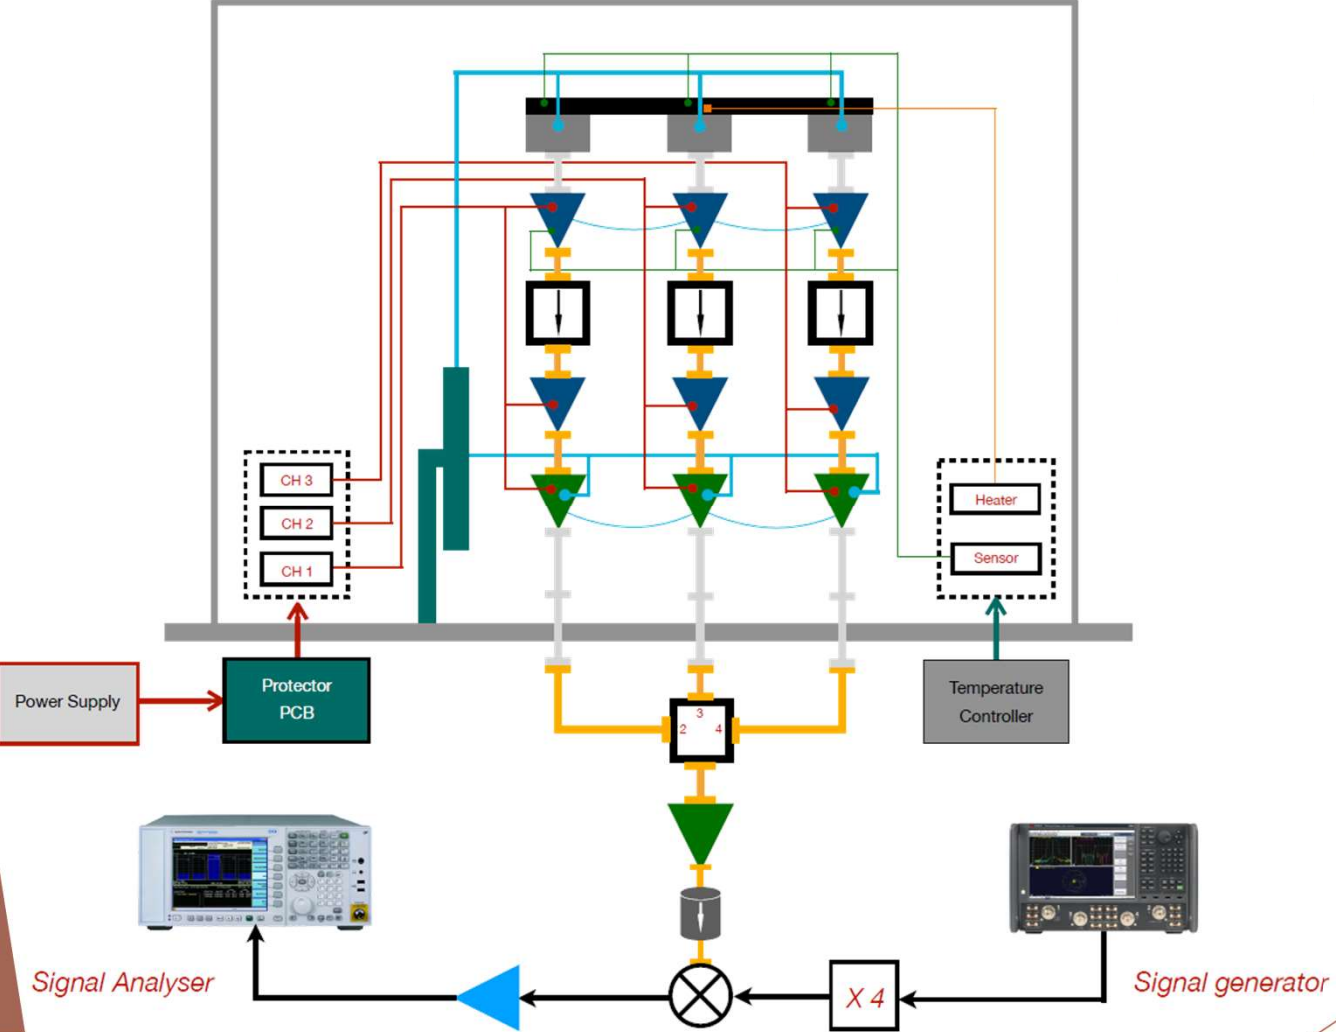 CH 3
CH 2
CH 1
Heater
Sensor
Power Supply
Protector
PCB
Temperature
Controller
3
2
4
Signal Analyser
X 4
Signal generator